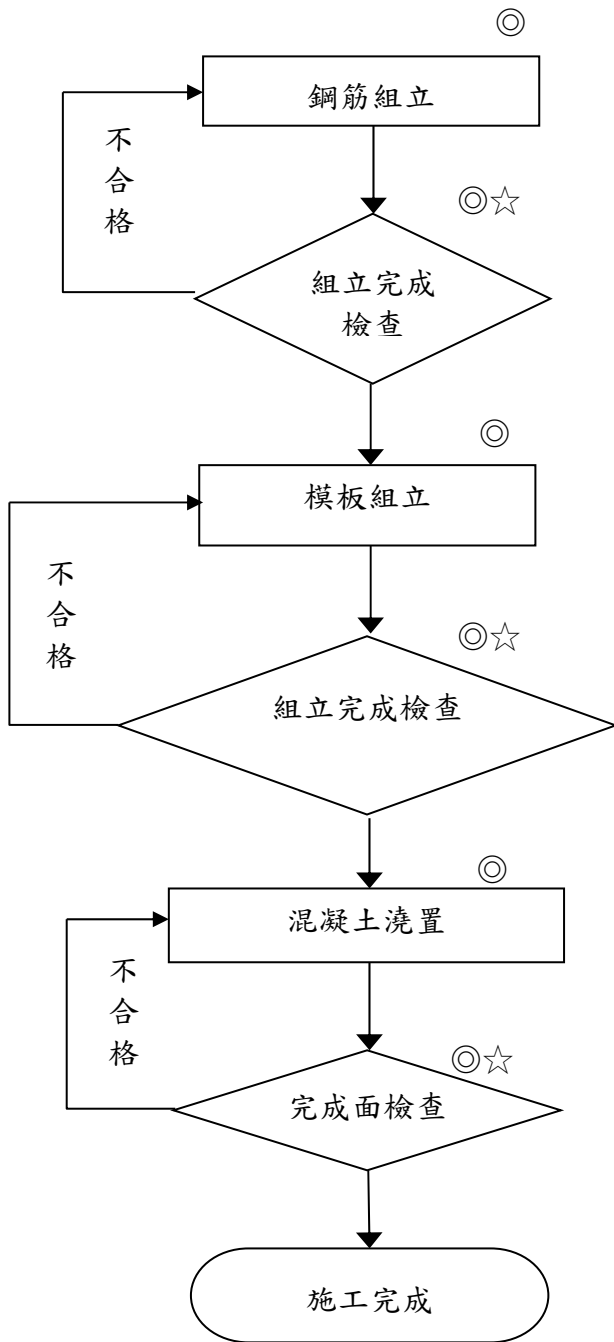 ◎
鋼筋組立
不
合
格
◎☆
組立完成
檢查
◎
模板組立
不
合
格
◎☆
組立完成檢查
◎
混凝土澆置
不
合
格
◎☆
完成面檢查
施工完成